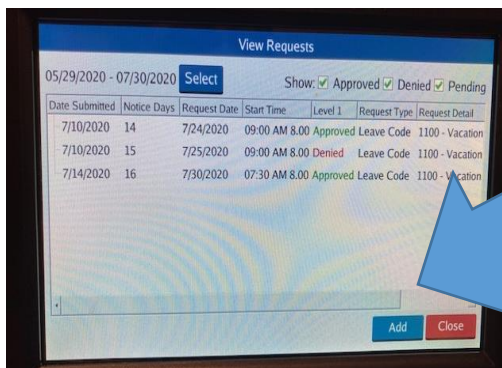 View Requests
05/29/2020 - 07/30/2020 Select Show: Approved Denied Pending
Date Submitted Notice Days Request Date Start Time Level 1 Request Type Request Detail
7/10/2020 14 7/24/2020 09:00 AM 8.00 Approved Leave Code 1100 - Vacation
7/10/2020 15 7/25/2020 09:00 AM 8.00 Denied Leave Code 1100 - Vacation
7/14/2020 16 7/30/2020 07:30 AM 8.00 Approved Leave Code 1100 - Vacation
Add Close